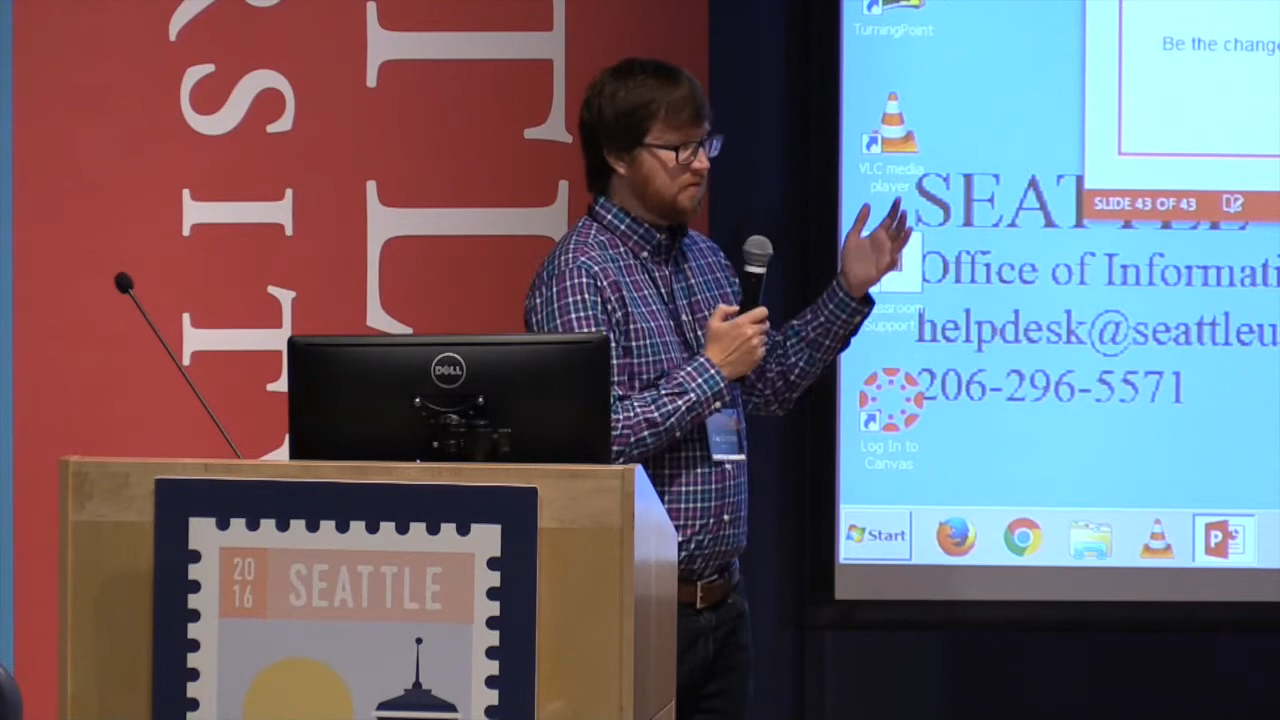 TurningPoint
Be the change
VLC media
player
SEATTLE
SLIDE 43 OF 43
Office of Informati
Support
helpdesk@seattleu
206-296-5571
Log In to
Canvas
Start
DELL
20
16
SEATTLE